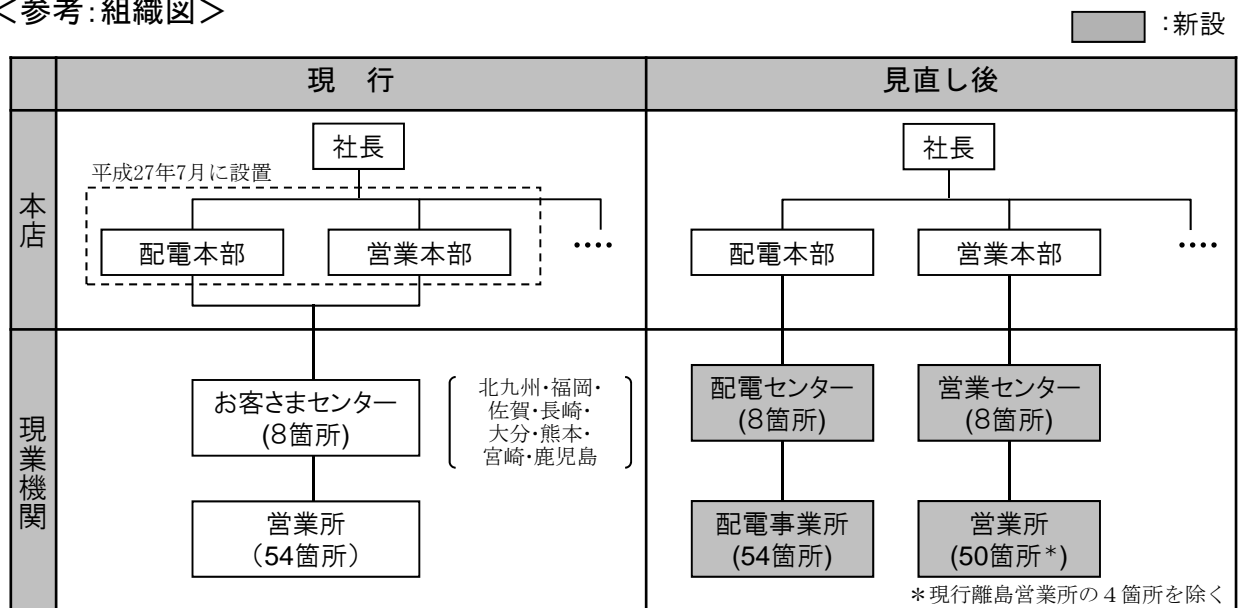 ＜参考：組織図＞
：新設
現　行
見直し後
本店
社長
平成27年7月に設置
配電本部
営業本部
‥‥
社長
配電本部
営業本部
‥‥
現業機関
お客さまセンター
(8箇所)
北九州・福岡・
佐賀・長崎・
大分・熊本・
宮崎・鹿児島
営業所
（54箇所）
配電センター
(8箇所)
営業センター
(8箇所)
配電事業所
(54箇所)
営業所
(50箇所*)
＊現行離島営業所の４箇所を除く